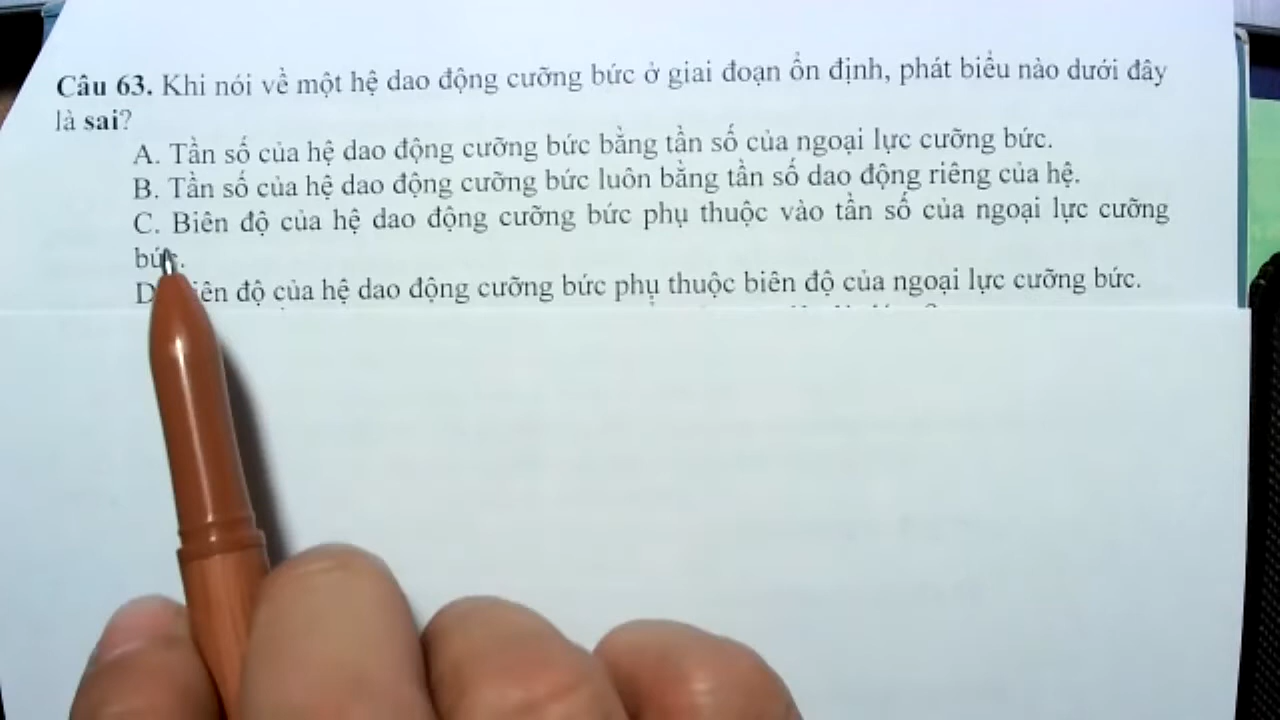 Câu 63. Khi nói về một hệ dao động cưỡng bức ở giai đoạn ổn định, phát biểu nào dưới đây
là sai?
A. Tần số của hệ dao động cưỡng bức bằng tần số của ngoại lực cưỡng bức.
B. Tần số của hệ dao động cưỡng bức luôn bằng tần số dao động riêng của hệ.
C. Biên độ của hệ dao động cưỡng bức phụ thuộc vào tần số của ngoại lực cưỡng
bức.
D. Biên độ của hệ dao động cưỡng bức phụ thuộc biên độ của ngoại lực cưỡng bức.